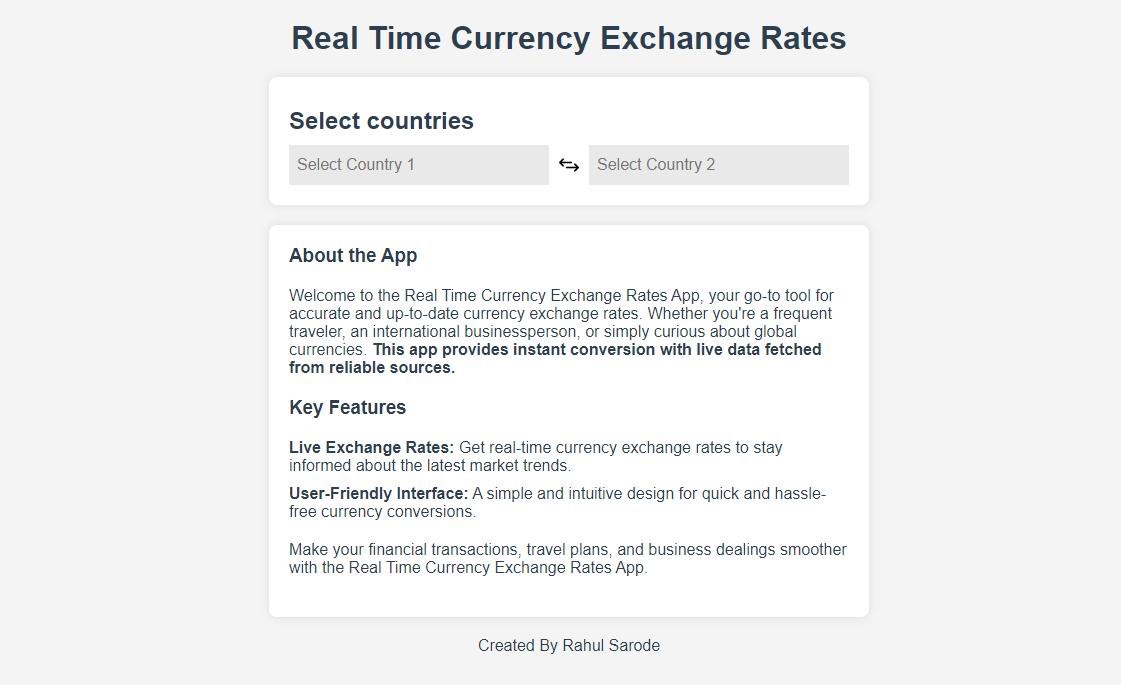 Real Time Currency Exchange Rates
Select countries
Select Country 1
Select Country 2
About the App
Welcome to the Real Time Currency Exchange Rates App, your go-to tool for
accurate and up-to-date currency exchange rates. Whether you're a frequent
traveler, an international businessperson, or simply curious about global
currencies. This app provides instant conversion with live data fetched
from reliable sources.
Key Features
Live Exchange Rates: Get real-time currency exchange rates to stay
informed about the latest market trends.
User-Friendly Interface: A simple and intuitive design for quick and hassle-
free currency conversions.
Make your financial transactions, travel plans, and business dealings smoother
with the Real Time Currency Exchange Rates App.
Created By Rahul Sarode